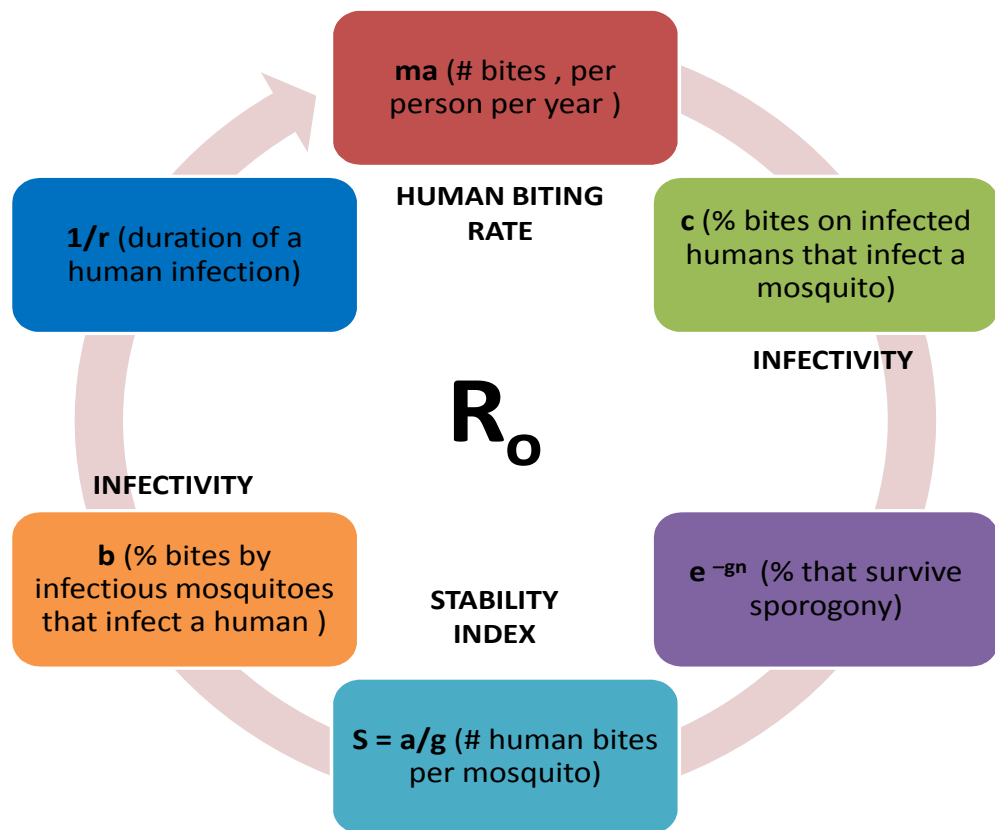 ma (# bites , per
person per year )
HUMAN BITING
RATE
c (% bites on infected
humans that infect a
mosquito)
INFECTIVITY
e –gn (% that survive
sporogony)
S = a/g (# human bites
per mosquito)
STABILITY
INDEX
b (% bites by
infectious mosquitoes
that infect a human )
INFECTIVITY
1/r (duration of a
human infection)
Ro